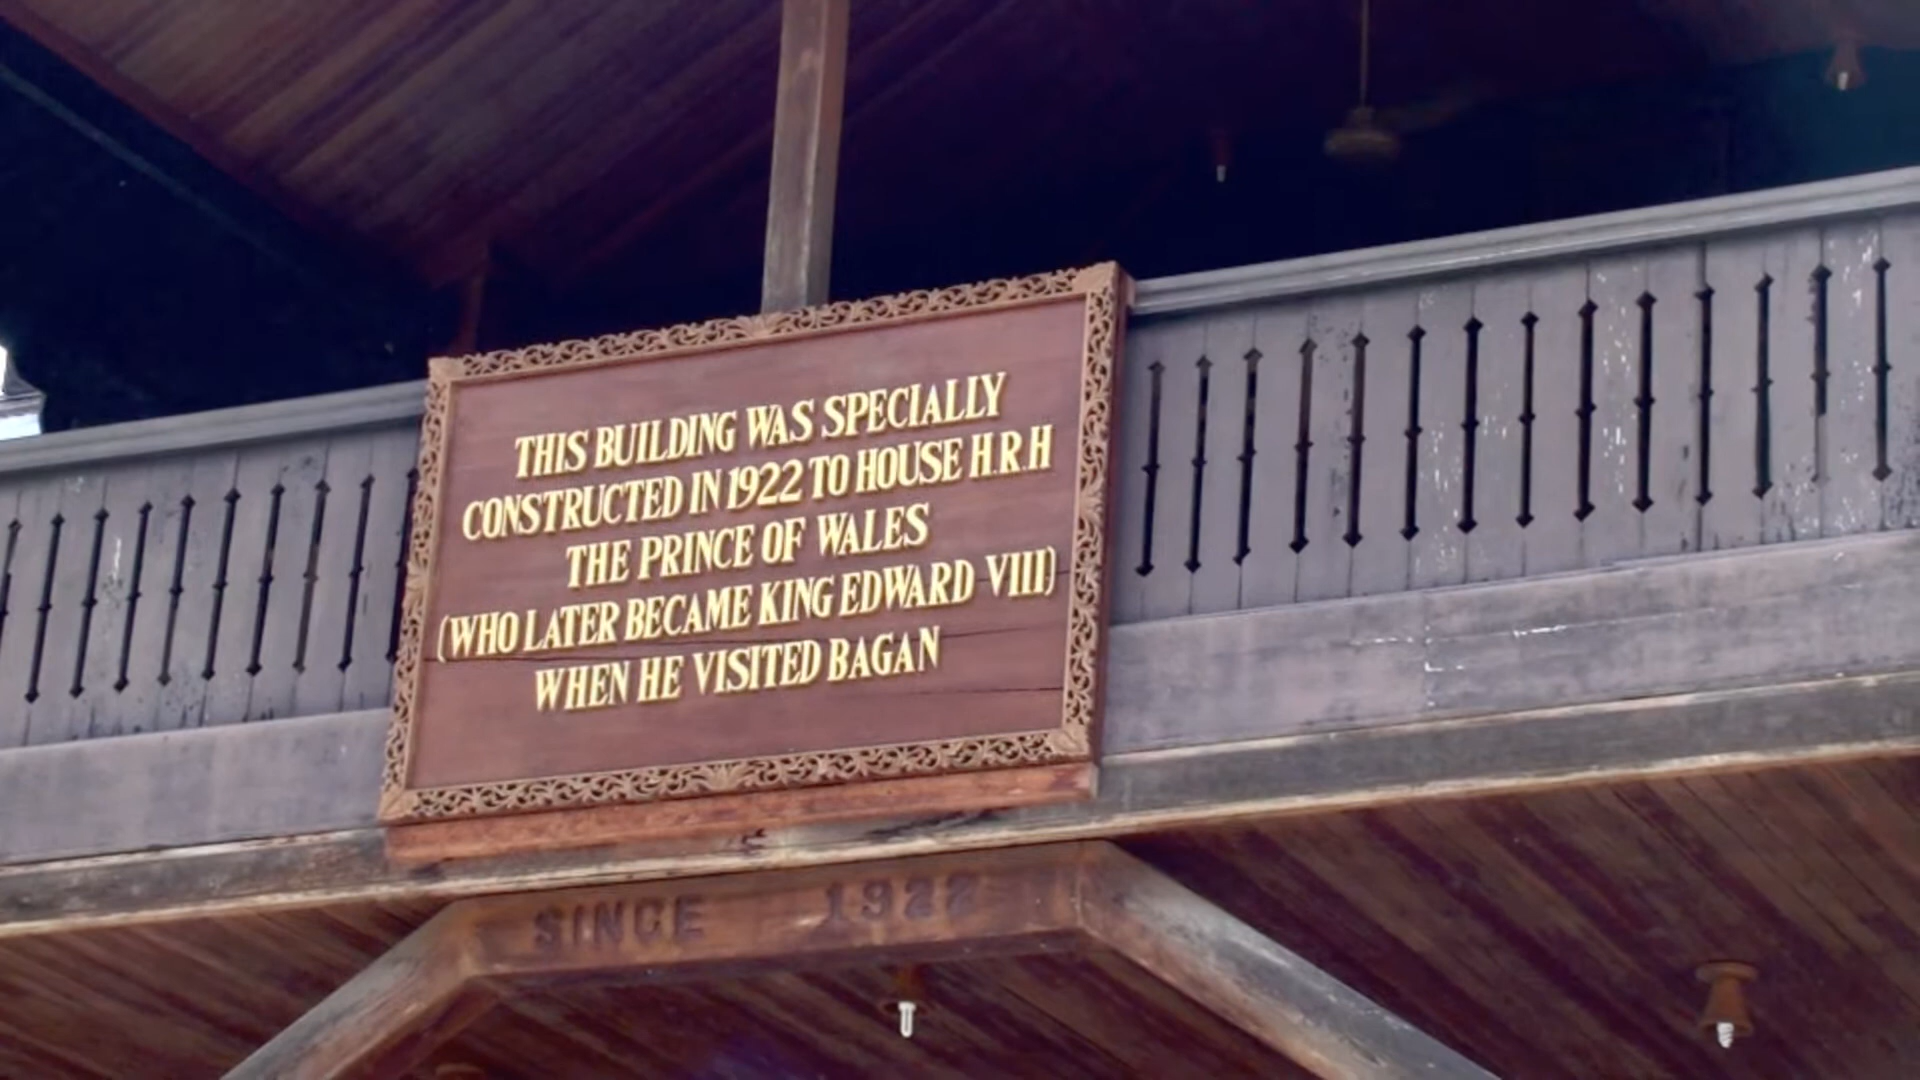 THIS BUILDING WAS SPECIALLY
CONSTRUCTED IN 1922 TO HOUSE H.R.H
THE PRINCE OF WALES
(WHO LATER BECAME KING EDWARD VIII)
WHEN HE VISITED BAGAN
SINCE 1922